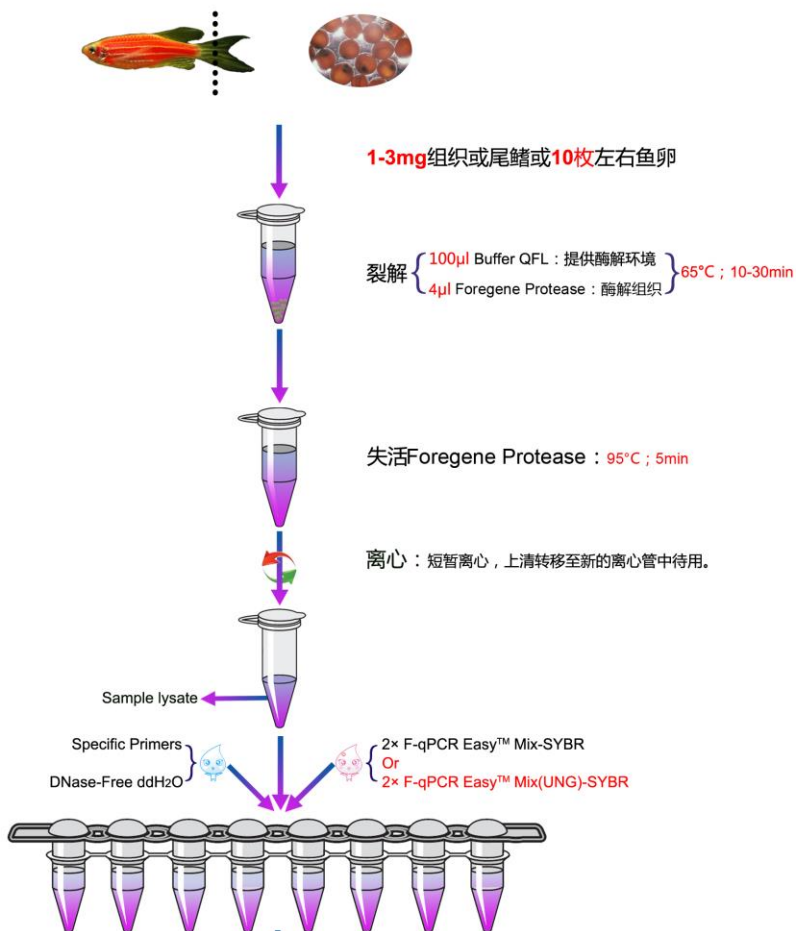 1-3mg组织或尾鳍或10枚左右鱼卵
裂解
100μl Buffer QFL：提供酶解环境
4μl Foregene Protease：酶解组织
65°C；10-30min
失活Foregene Protease：95°C；5min
离心：短暂离心，上清转移至新的离心管中待用。
Sample lysate
Specific Primers
DNase-Free ddH2O
2× F-qPCR Easy™ Mix-SYBR
Or
2× F-qPCR Easy™ Mix(UNG)-SYBR